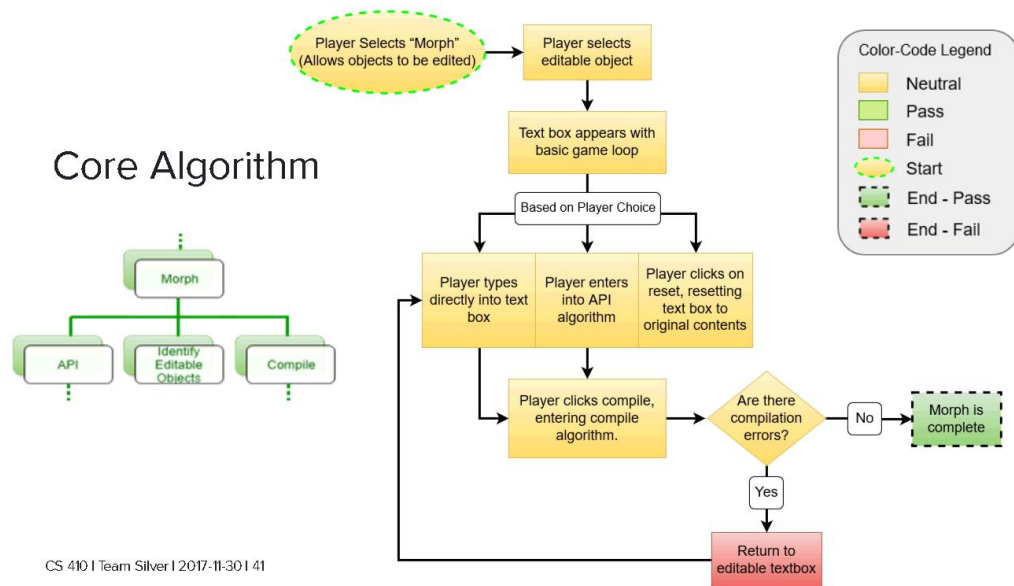 Player Selects “Morph”
(Allows objects to be edited)
Player selects
editable object
Text box appears with
basic game loop
Based on Player Choice
Player types
directly into text
box
Player enters
into API
algorithm
Player clicks on
reset, resetting
text box to
original contents
Player clicks compile,
entering compile
algorithm.
Are there
compilation
errors?
No
Morph is
complete
Yes
Return to
editable textbox
Color-Code Legend
Neutral
Pass
Fail
Start
End - Pass
End - Fail
Core Algorithm
Morph
API
Identify
Editable
Objects
Compile
CS 410 | Team Silver | 2017-11-30 | 41